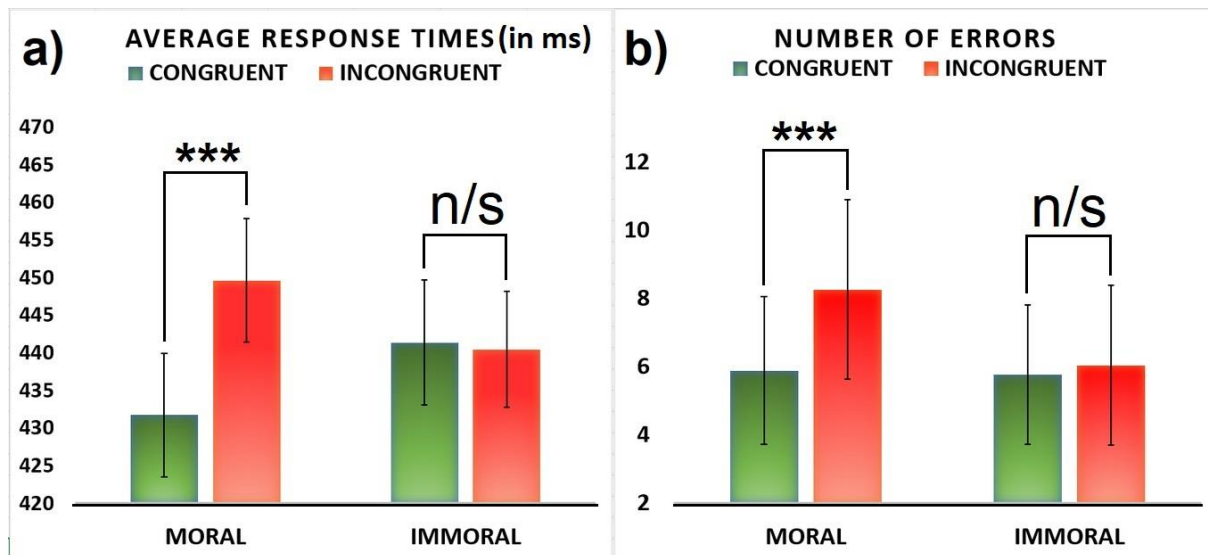 a) AVERAGE RESPONSE TIMES (in ms)
CONGRUENT INCONGRUENT
470
465
460
455
450
445
440
435
430
425
420
***
n/s
MORAL IMMORAL
b) NUMBER OF ERRORS
CONGRUENT INCONGRUENT
12
10
8
6
4
2
***
n/s
MORAL IMMORAL